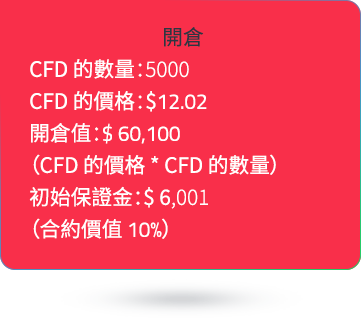 開倉
CFD 的數量：5000
CFD 的價格：$12.02
開倉值：$ 60,100
（CFD 的價格 * CFD 的數量）
初始保證金：$ 6,001
（合約價值 10%）